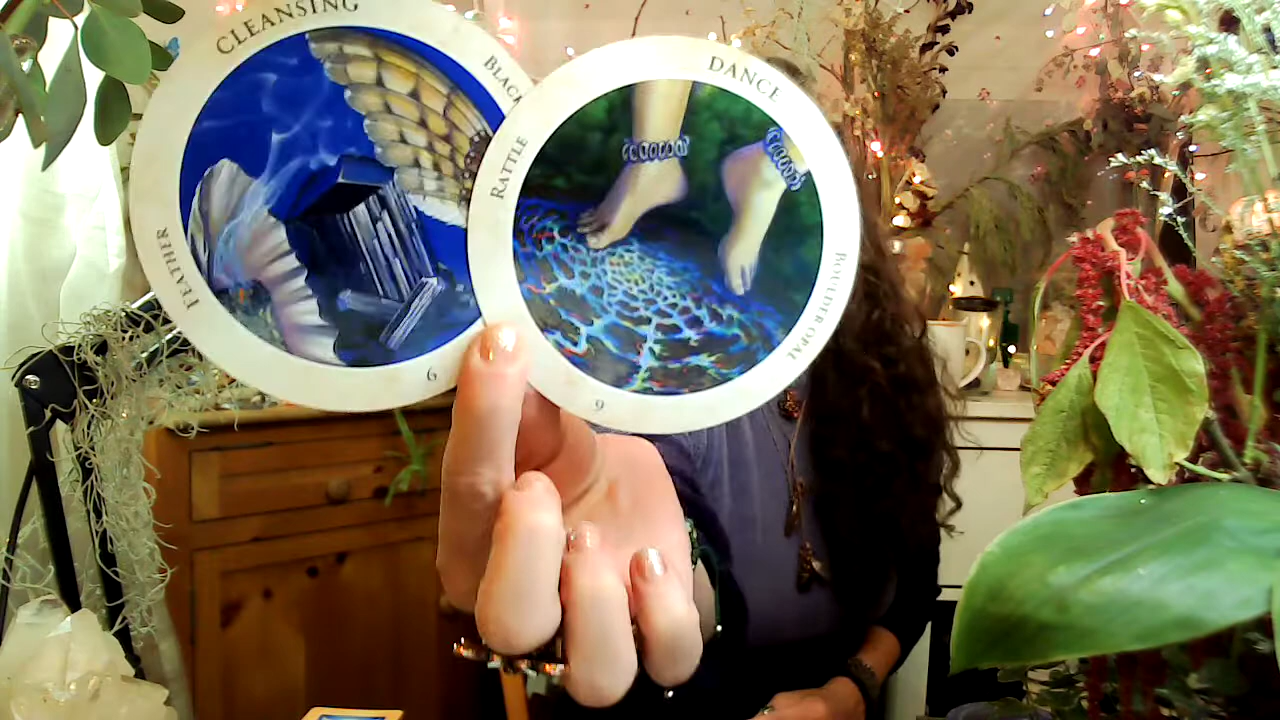 CLEANSING
BLACK
FEATHER
6
DANCE
RATTLE
BOULDER OPAL
9